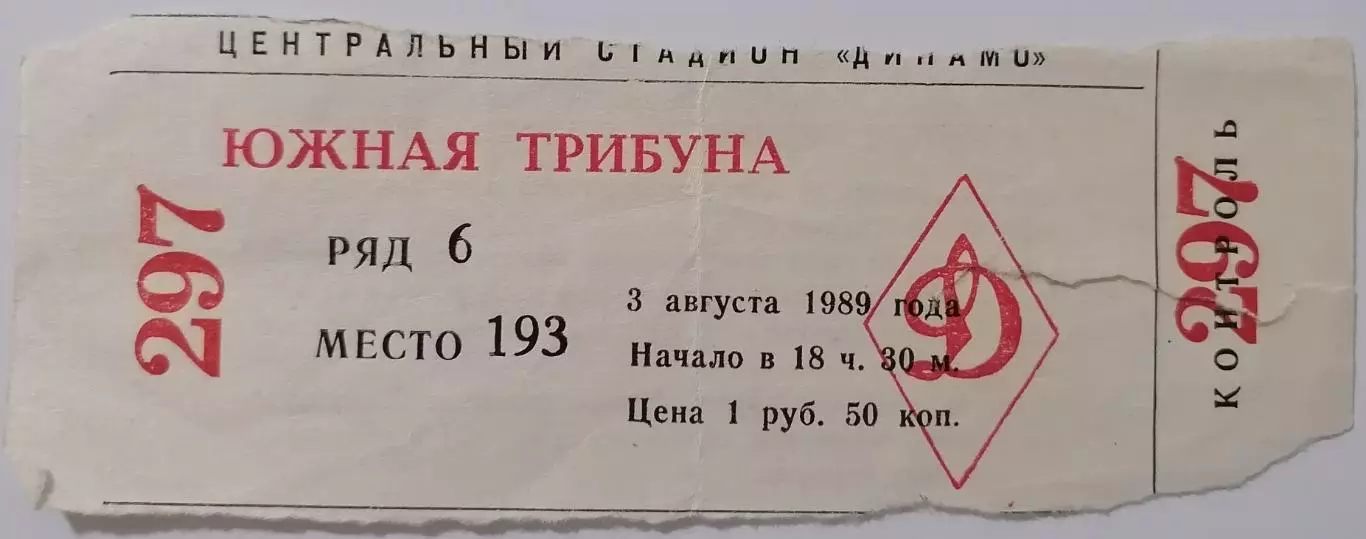 ЦЕНТРАЛЬНЫЙ СТАДИОН «ДИНАМО»
ЮЖНАЯ ТРИБУНА
297
РЯД 6
МЕСТО 193
3 августа 1989 года
Начало в 18 ч. 30 м.
Цена 1 руб. 50 коп.
Д
КОНТРОЛЬ
297